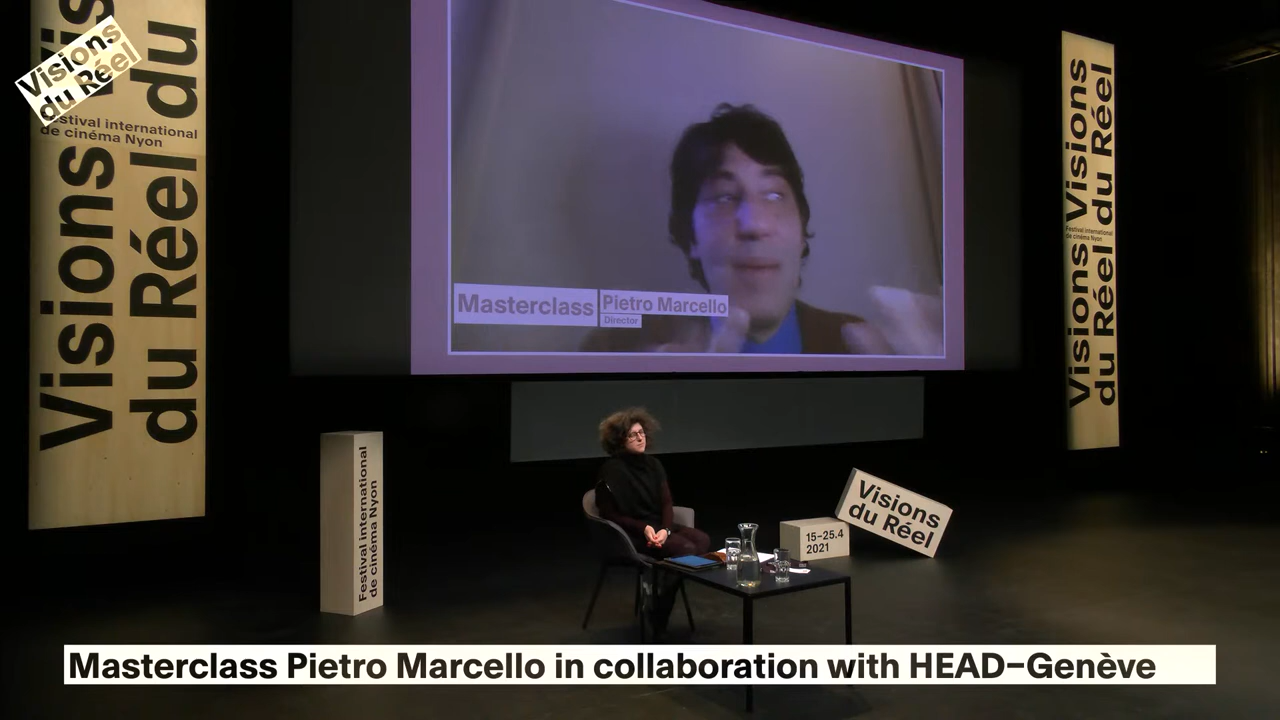 Visions
du Réel
Vis
du
Festival international
de cinéma Nyon
Visions
du Réel
Masterclass
Pietro Marcello
Director
Festival international
de cinéma Nyon
15–25.4
2021
Visions
du Réel
Visions
du Réel
Festival international
de cinéma Nyon
Visions
du Réel
Masterclass Pietro Marcello in collaboration with HEAD–Genève